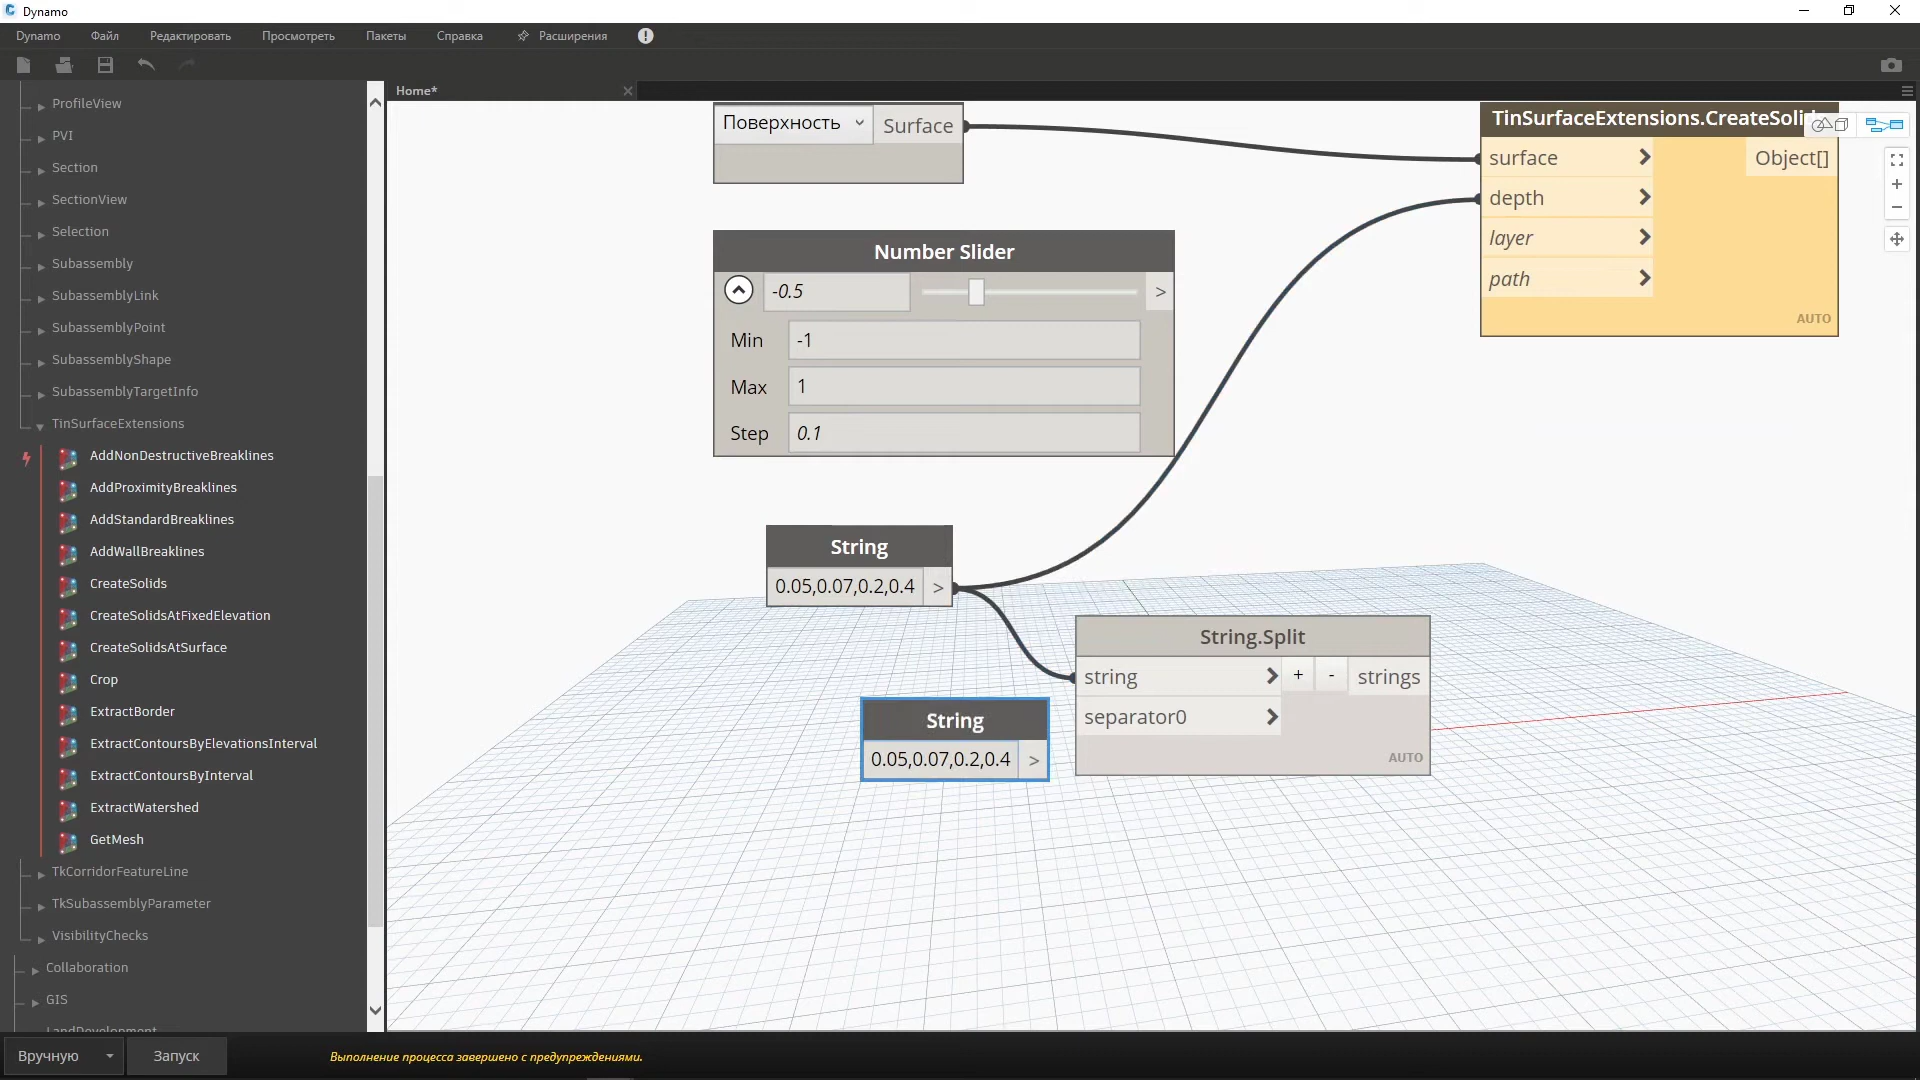 Dynamo
Dynamo Файл Редактировать Просмотреть Пакеты Справка Расширения
Home*
ProfileView
PVI
Section
SectionView
Selection
Subassembly
SubassemblyLink
SubassemblyPoint
SubassemblyShape
SubassemblyTargetInfo
TinSurfaceExtensions
AddNonDestructiveBreaklines
AddProximityBreaklines
AddStandardBreaklines
AddWallBreaklines
CreateSolids
CreateSolidsAtFixedElevation
CreateSolidsAtSurface
Crop
ExtractBorder
ExtractContoursByElevationsInterval
ExtractContoursByInterval
ExtractWatershed
GetMesh
TkCorridorFeatureLine
TkSubassemblyParameter
VisibilityChecks
Collaboration
GIS
LandDevelopment
Поверхность Surface
Number Slider
-0.5 >
Min -1
Max 1
Step 0.1
String
0.05,0.07,0.2,0.4 >
String
0.05,0.07,0.2,0.4 >
String.Split
string + - strings
separator0
AUTO
TinSurfaceExtensions.CreateSoli
surface Object[]
depth
layer
path
AUTO
Вручную Запуск Выполнение процесса завершено с предупреждениями.